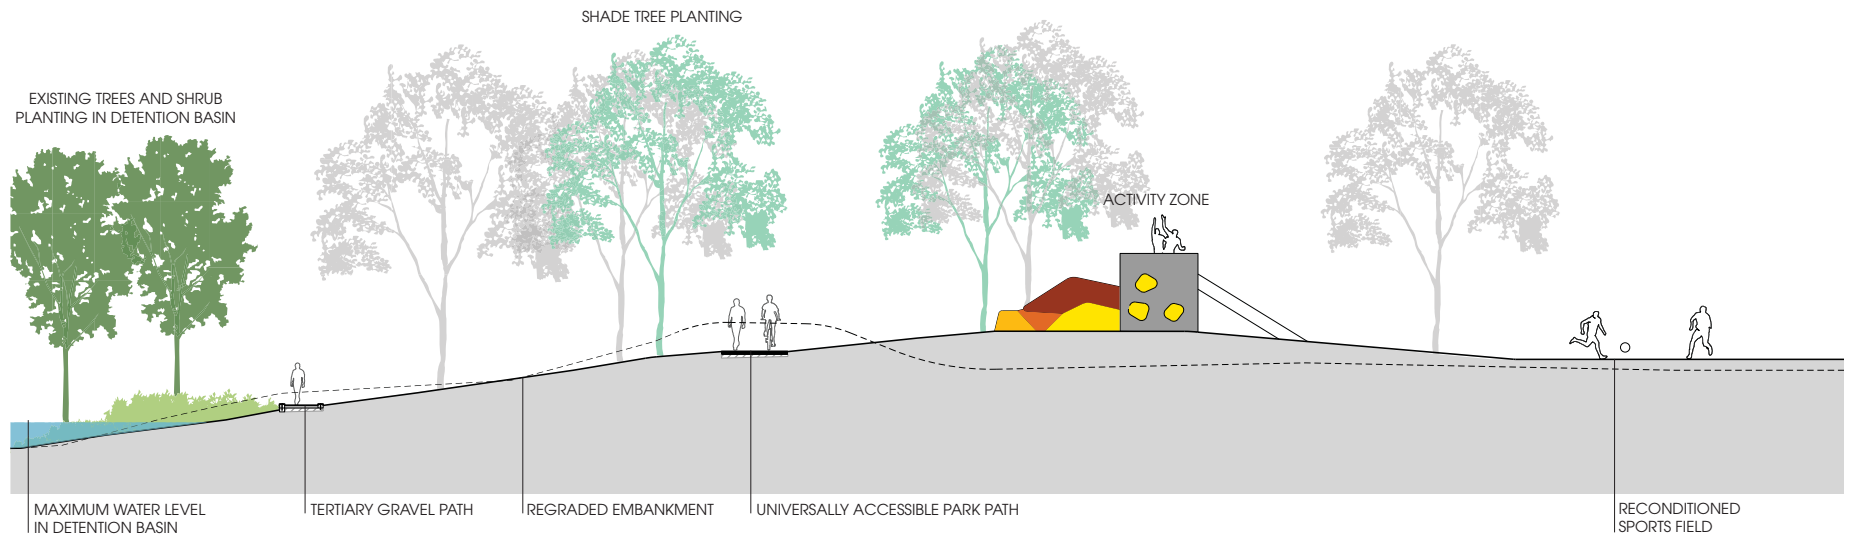 SHADE TREE PLANTING
EXISTING TREES AND SHRUB
PLANTING IN DETENTION BASIN
ACTIVITY ZONE
MAXIMUM WATER LEVEL
IN DETENTION BASIN
TERTIARY GRAVEL PATH
REGRADED EMBANKMENT
UNIVERSALLY ACCESSIBLE PARK PATH
RECONDITIONED
SPORTS FIELD